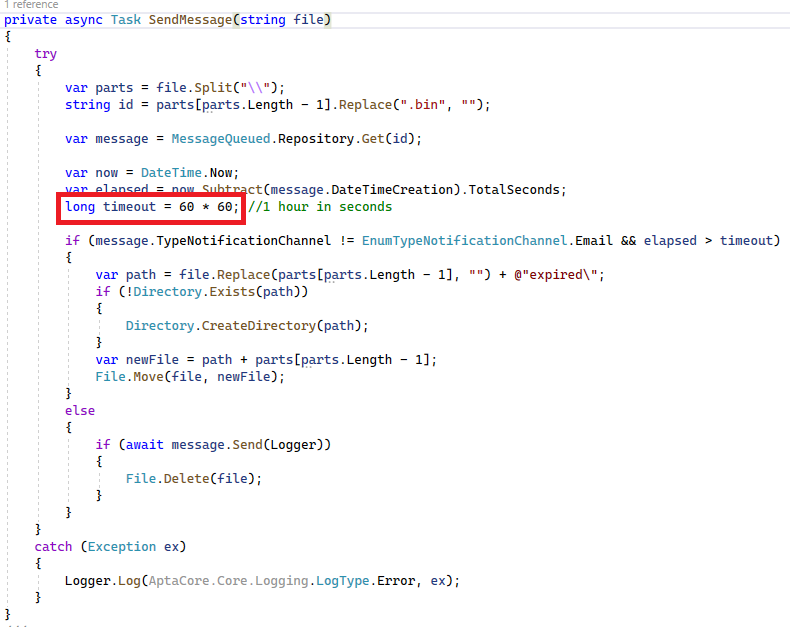 1 reference
private async Task SendMessage(string file)
{
try
{
var parts = file.Split("\\");
string id = parts[parts.Length - 1].Replace(".bin", "");
var message = MessageQueued.Repository.Get(id);
var now = DateTime.Now;
var elapsed = now.Subtract(message.DateTimeCreation).TotalSeconds;
long timeout = 60 * 60; //1 hour in seconds
if (message.TypeNotificationChannel != EnumTypeNotificationChannel.Email && elapsed > timeout)
{
var path = file.Replace(parts[parts.Length - 1], "") + @"expired\";
if (!Directory.Exists(path))
{
Directory.CreateDirectory(path);
}
var newFile = path + parts[parts.Length - 1];
File.Move(file, newFile);
}
else
{
if (await message.Send(Logger))
{
File.Delete(file);
}
}
}
catch (Exception ex)
{
Logger.Log(AptaCore.Core.Logging.LogType.Error, ex);
}
}